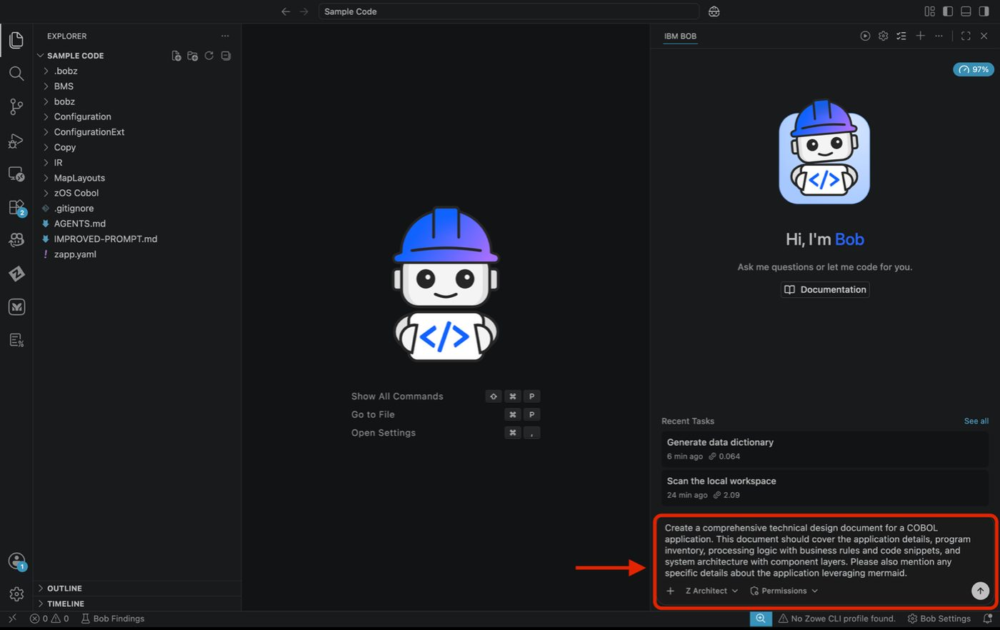 Sample Code
EXPLORER
SAMPLE CODE
.bobz
BMS
bobz
Configuration
ConfigurationExt
Copy
IR
MapLayouts
zOS Cobol
.gitignore
AGENTS.md
IMPROVED-PROMPT.md
! zapp.yaml
2
1
OUTLINE
TIMELINE
</>
Show All Commands ⇧ ⌘ P
Go to File ⌘ P
Open Settings ⌘ ,
IBM BOB
97%
</>
Hi, I'm Bob
Ask me questions or let me code for you.
Documentation
Recent Tasks See all
Generate data dictionary
6 min ago 0.064
Scan the local workspace
24 min ago 2.09
Create a comprehensive technical design document for a COBOL
application. This document should cover the application details, program
inventory, processing logic with business rules and code snippets, and
system architecture with component layers. Please also mention any
specific details about the application leveraging mermaid.
Z Architect Permissions
0 0 Bob Findings No Zowe CLI profile found. Bob Settings